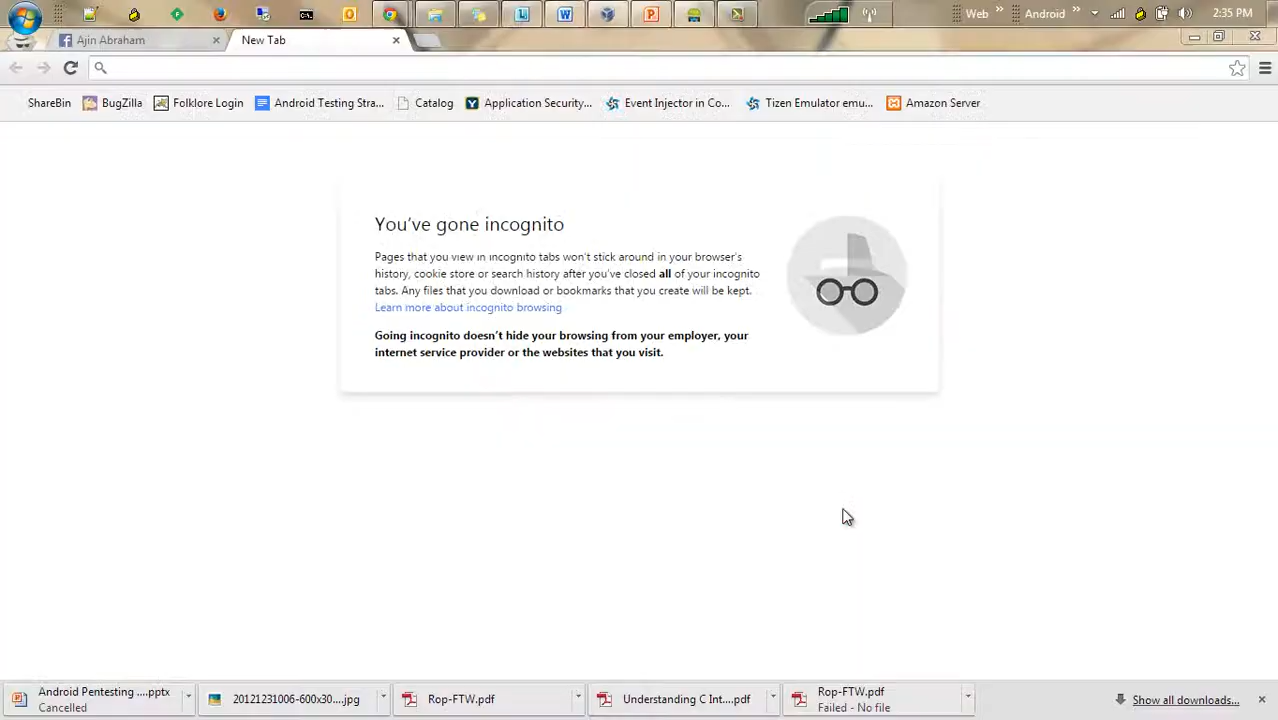 Web »
Android »
2:35 PM
Ajin Abraham
New Tab
ShareBin
BugZilla
Folklore Login
Android Testing Stra...
Catalog
Application Security...
Event Injector in Co...
Tizen Emulator emu...
Amazon Server
You've gone incognito
Pages that you view in incognito tabs won't stick around in your browser's
history, cookie store or search history after you've closed all of your incognito
tabs. Any files that you download or bookmarks that you create will be kept.
Learn more about incognito browsing
Going incognito doesn't hide your browsing from your employer, your
internet service provider or the websites that you visit.
Android Pentesting ....pptx
Cancelled
20121231006-600x30....jpg
Rop-FTW.pdf
Understanding C Int....pdf
Rop-FTW.pdf
Failed - No file
Show all downloads...